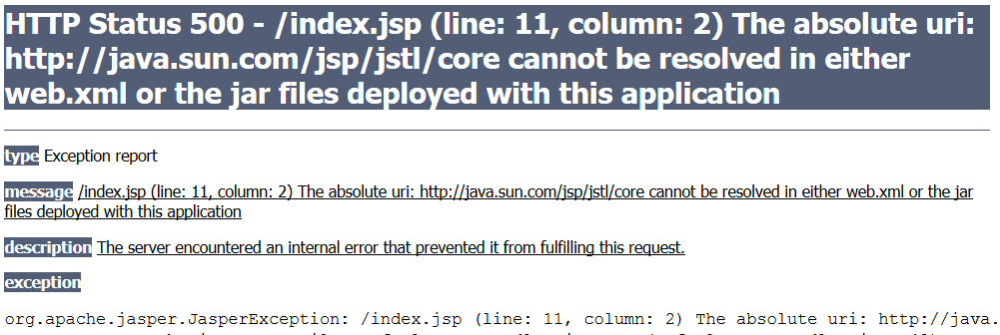 HTTP Status 500 - /index.jsp (line: 11, column: 2) The absolute uri:
http://java.sun.com/jsp/jstl/core cannot be resolved in either
web.xml or the jar files deployed with this application
type Exception report
message /index.jsp (line: 11, column: 2) The absolute uri: http://java.sun.com/jsp/jstl/core cannot be resolved in either web.xml or the jar
files deployed with this application
description The server encountered an internal error that prevented it from fulfilling this request.
exception
org.apache.jasper.JasperException: /index.jsp (line: 11, column: 2) The absolute uri: http://java.